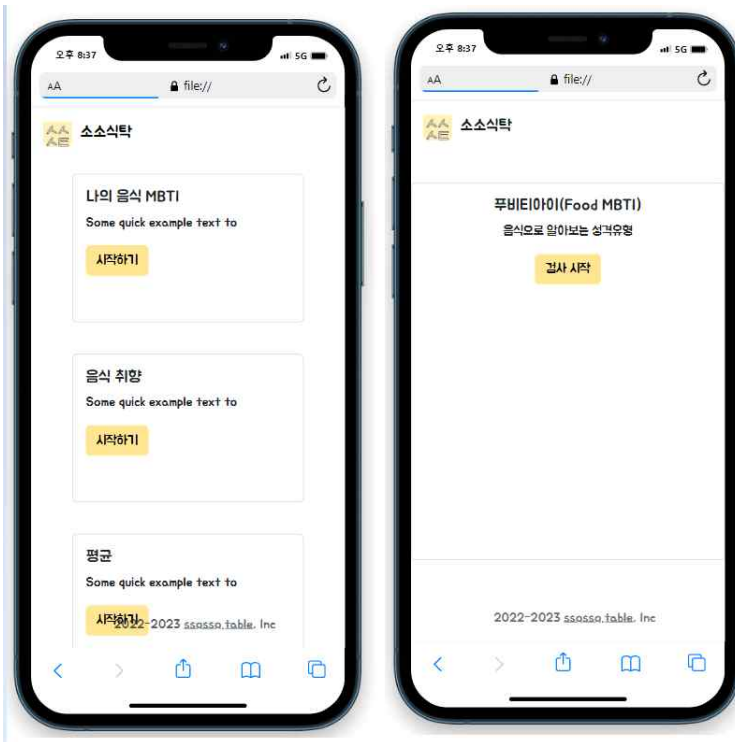 오후 8:37
5G
AA
file://
소소식탁
나의 음식 MBTI
Some quick example text to
시작하기
음식 취향
Some quick example text to
시작하기
평균
Some quick example text to
시작하기
2022-2023 ssosso.table. Inc
오후 8:37
5G
AA
file://
소소식탁
푸비티아이(Food MBTI)
음식으로 알아보는 성격유형
검사 시작
2022-2023 ssosso.table. Inc